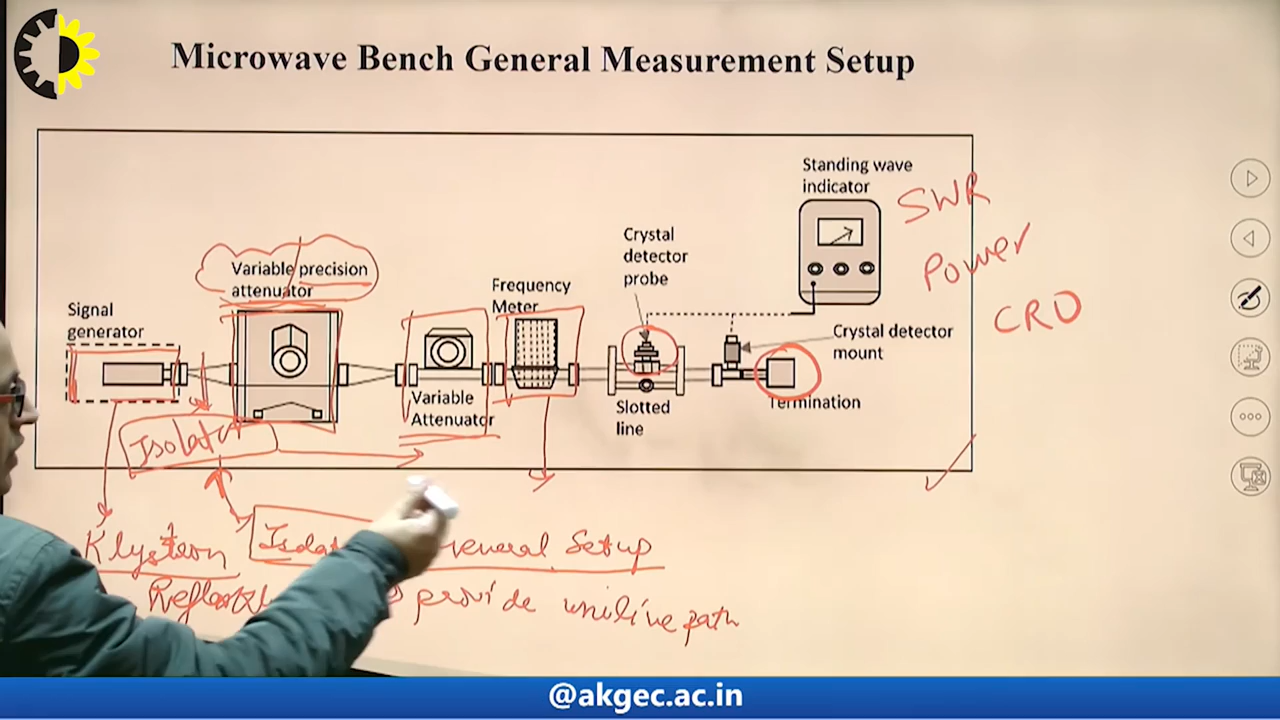 Microwave Bench General Measurement Setup
Standing wave
indicator
SWR
Power
CRO
Crystal
detector
probe
Variable precision
attenuator
Frequency
Meter
Signal
generator
Crystal detector
mount
Variable
Attenuator
Slotted
line
Termination
Isolator
Klystron
General Setup
provide
path
@akgec.ac.in